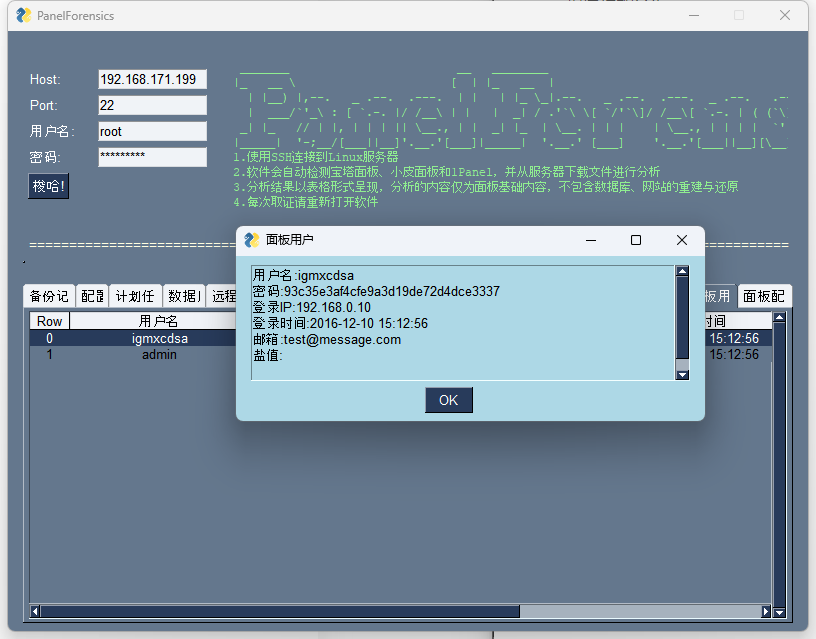 PanelForensics
Host:
192.168.171.199
Port:
22
用户名:
root
密码:
*********
梭哈!
1.使用SSH连接到Linux服务器
2.软件会自动检测宝塔面板、小皮面板和1Panel，并从服务器下载文件进行分析
3.分析结果以表格形式呈现，分析的内容仅为面板基础内容，不包含数据库、网站的重建与还原
4.每次取证请重新打开软件
面板用户
用户名:igmxcdsa
密码:93c35e3af4cfe9a3d19de72d4dce3337
登录IP:192.168.0.10
登录时间:2016-12-10 15:12:56
邮箱:test@message.com
盐值:
OK
备份记 配置 计划任 数据 远程 板用 面板配
Row 用户名 时间
0 igmxcdsa 15:12:56
1 admin 15:12:56